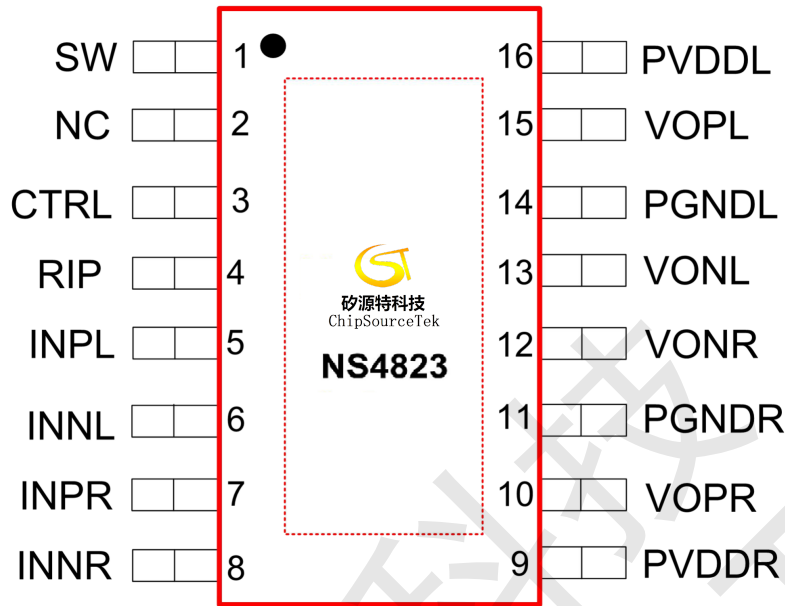 SW 1 16 PVDDL
NC 2 15 VOPL
CTRL 3 14 PGNDL
RIP 4 13 VONL
INPL 5 12 VONR
INNL 6 11 PGNDR
INPR 7 10 VOPR
INNR 8 9 PVDDR
矽源特科技
ChipSourceTek
NS4823
科技